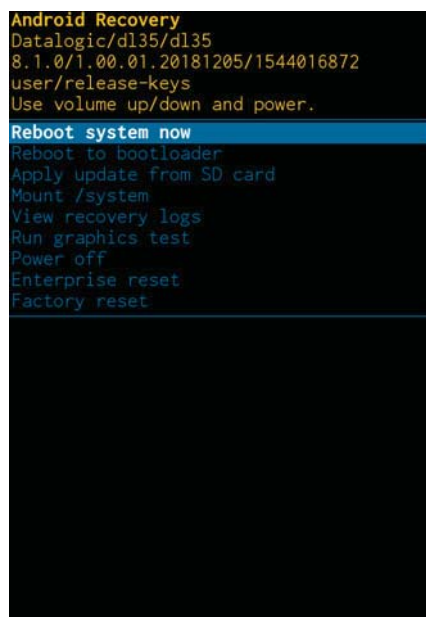 Android Recovery
Datalogic/dl35/dl35
8.1.0/1.00.01.20181205/1544016872
user/release-keys
Use volume up/down and power.
Reboot system now
Reboot to bootloader
Apply update from SD card
Mount /system
View recovery logs
Run graphics test
Power off
Enterprise reset
Factory reset